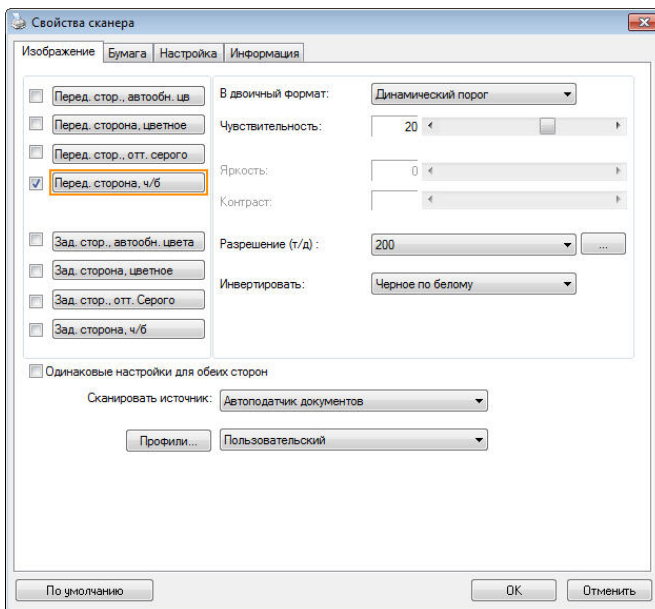 Свойства сканера
Изображение Бумага Настройка Информация
Перед. стор., автообн. цв
Перед. сторона, цветное
Перед. стор., отт. серого
Перед. сторона, ч/б
Зад. стор., автообн. цвета
Зад. сторона, цветное
Зад. стор., отт. Серого
Зад. сторона, ч/б
В двоичный формат: Динамический порог
Чувствительность: 20
Яркость: 0
Контраст:
Разрешение (т/д) : 200 ...
Инвертировать: Черное по белому
Одинаковые настройки для обеих сторон
Сканировать источник: Автоподатчик документов
Профили... Пользовательский
По умолчанию OK Отменить